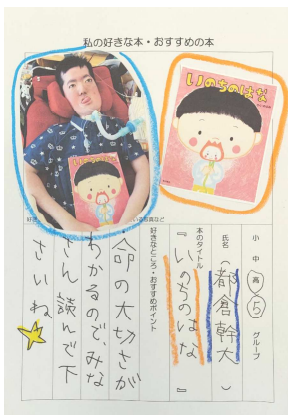 私の好きな本・おすすめの本
いのちのはな
小 中 高 5 グループ
氏名（都倉幹大）
本のタイトル
『いのちのはな』
好きなところ・おすすめポイント
命の大切さが
わかるので、みな
さん読んで下
さいね